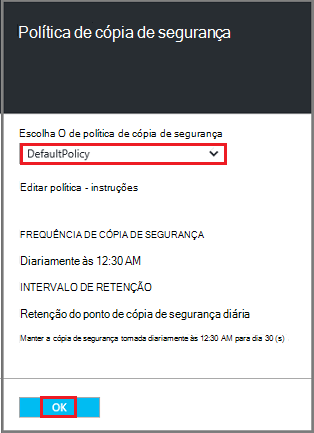 Política de cópia de segurança
Escolha O de política de cópia de segurança
DefaultPolicy
Editar política - instruções
FREQUÊNCIA DE CÓPIA DE SEGURANÇA
Diariamente às 12:30 AM
INTERVALO DE RETENÇÃO
Retenção do ponto de cópia de segurança diária
Manter a cópia de segurança tomada diariamente às 12:30 AM para dia 30 (s)
OK